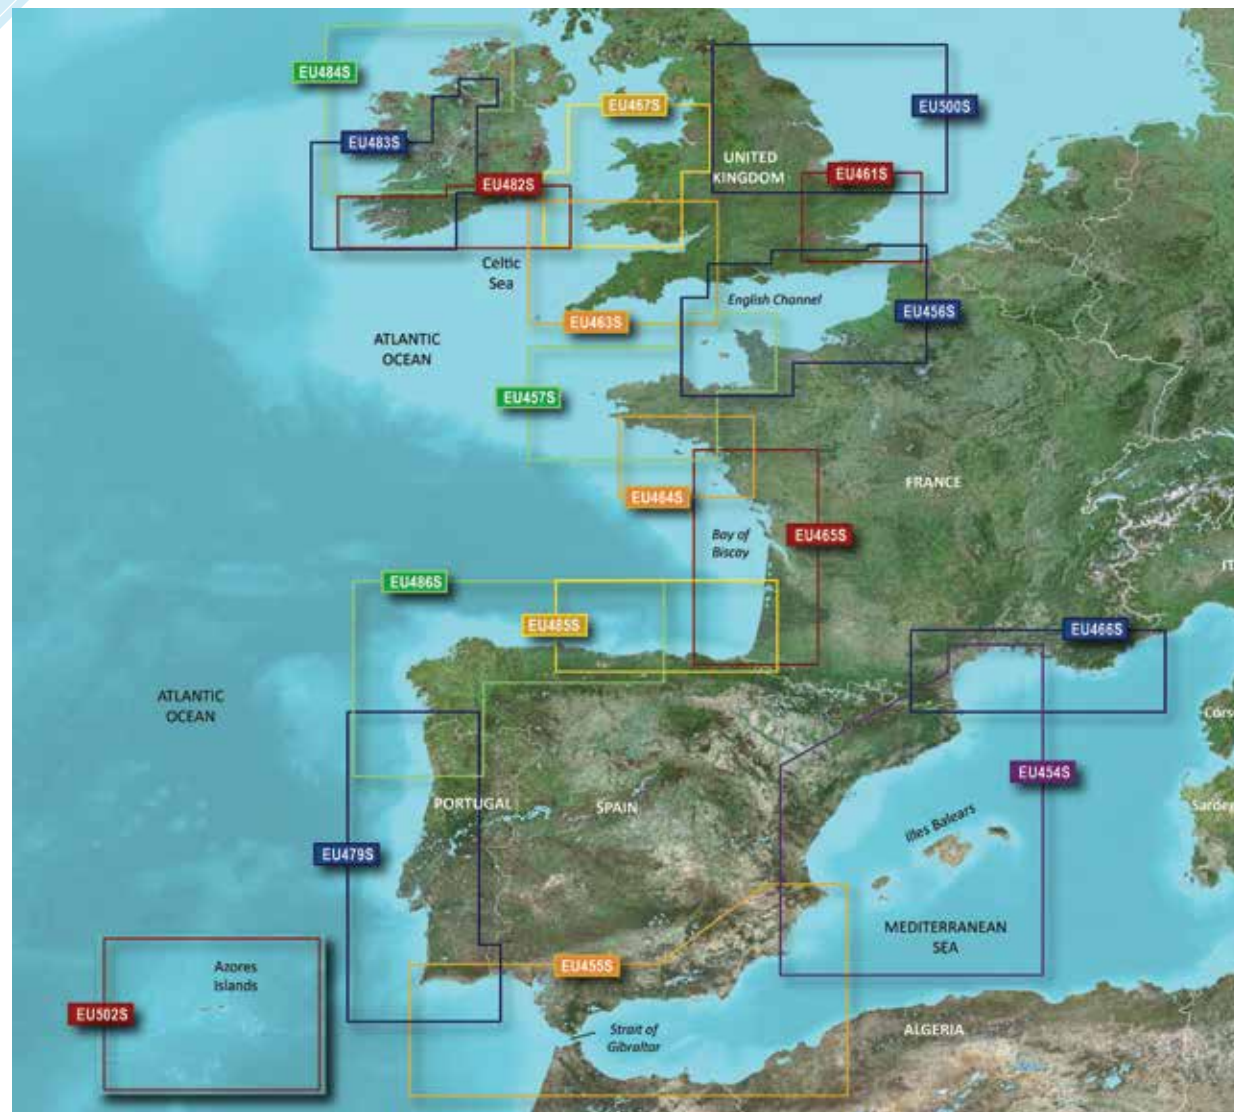 EU484S
EU467S
EU500S
EU483S
UNITED
KINGDOM
EU461S
EU482S
Celtic
Sea
English Channel
EU463S
EU456S
ATLANTIC
OCEAN
EU457S
FRANCE
EU464S
Bay of
Biscay
EU465S
EU486S
EU485S
EU466S
ATLANTIC
OCEAN
EU454S
PORTUGAL
SPAIN
Illes Balears
EU479S
MEDITERRANEAN
SEA
Azores
Islands
EU455S
EU502S
Strait of
Gibraltar
ALGERIA